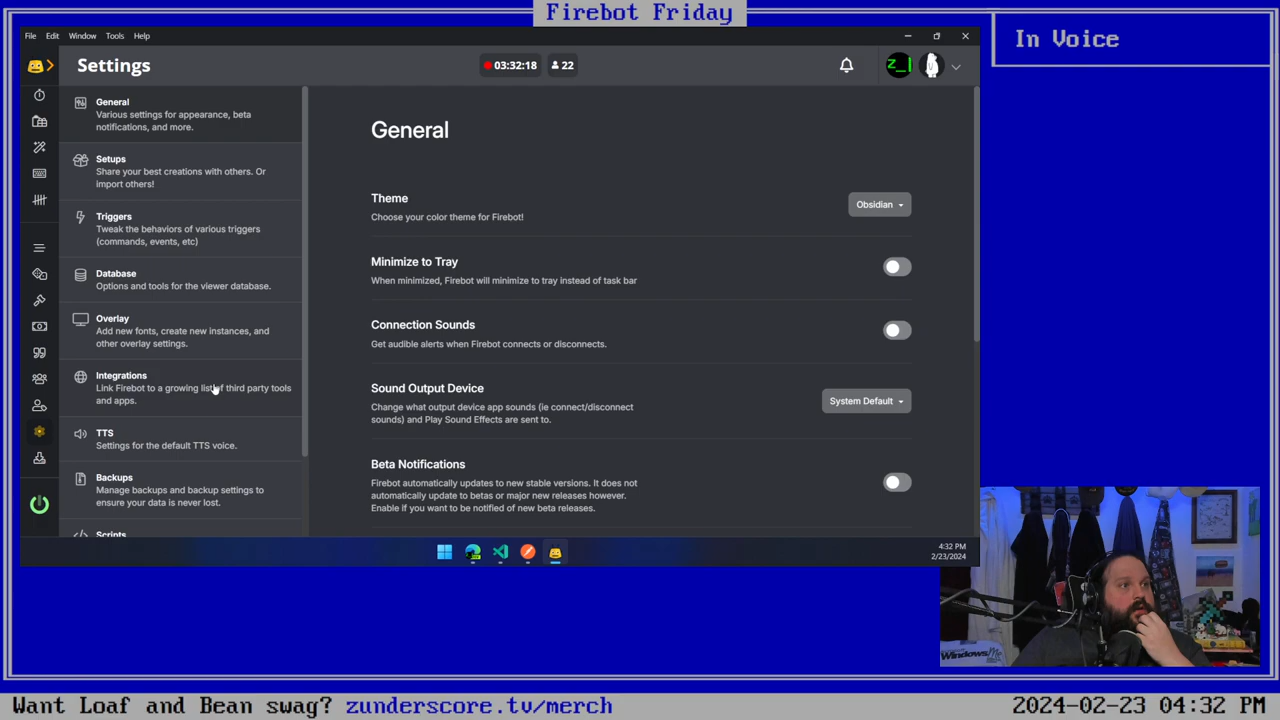 Firebot Friday
In Voice
File Edit Window Tools Help
Settings
03:32:18
22
z_l
General
Various settings for appearance, beta
notifications, and more.
Setups
Share your best creations with others. Or
import others!
Triggers
Tweak the behaviors of various triggers
(commands, events, etc)
Database
Options and tools for the viewer database.
Overlay
Add new fonts, create new instances, and
other overlay settings.
Integrations
Link Firebot to a growing list of third party tools
and apps.
TTS
Settings for the default TTS voice.
Backups
Manage backups and backup settings to
ensure your data is never lost.
Scripts
General
Theme
Choose your color theme for Firebot!
Obsidian
Minimize to Tray
When minimized, Firebot will minimize to tray instead of task bar
Connection Sounds
Get audible alerts when Firebot connects or disconnects.
Sound Output Device
Change what output device app sounds (ie connect/disconnect
sounds) and Play Sound Effects are sent to.
System Default
Beta Notifications
Firebot automatically updates to new stable versions. It does not
automatically update to betas or major new releases however.
Enable if you want to be notified of new beta releases.
4:32 PM
2/23/2024
Windows Me
Want Loaf and Bean swag? zunderscore.tv/merch
2024-02-23 04:32 PM